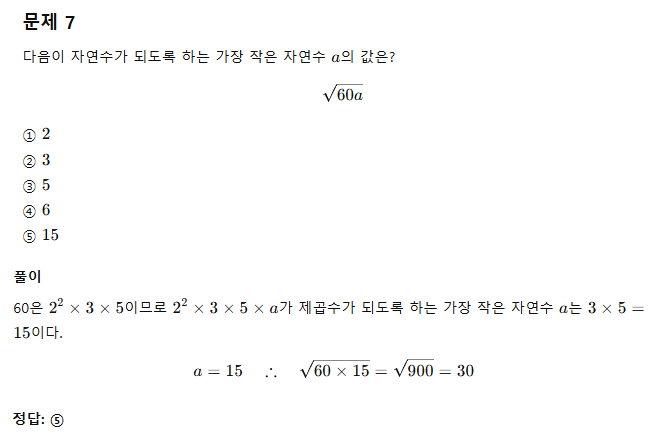 문제 7
다음이 자연수가 되도록 하는 가장 작은 자연수 a의 값은?
√60a
① 2
② 3
③ 5
④ 6
⑤ 15
풀이
60은 2² × 3 × 5이므로 2² × 3 × 5 × a가 제곱수가 되도록 하는 가장 작은 자연수 a는 3 × 5 =
15이다.
a = 15 ∴ √60 × 15 = √900 = 30
정답: ⑤